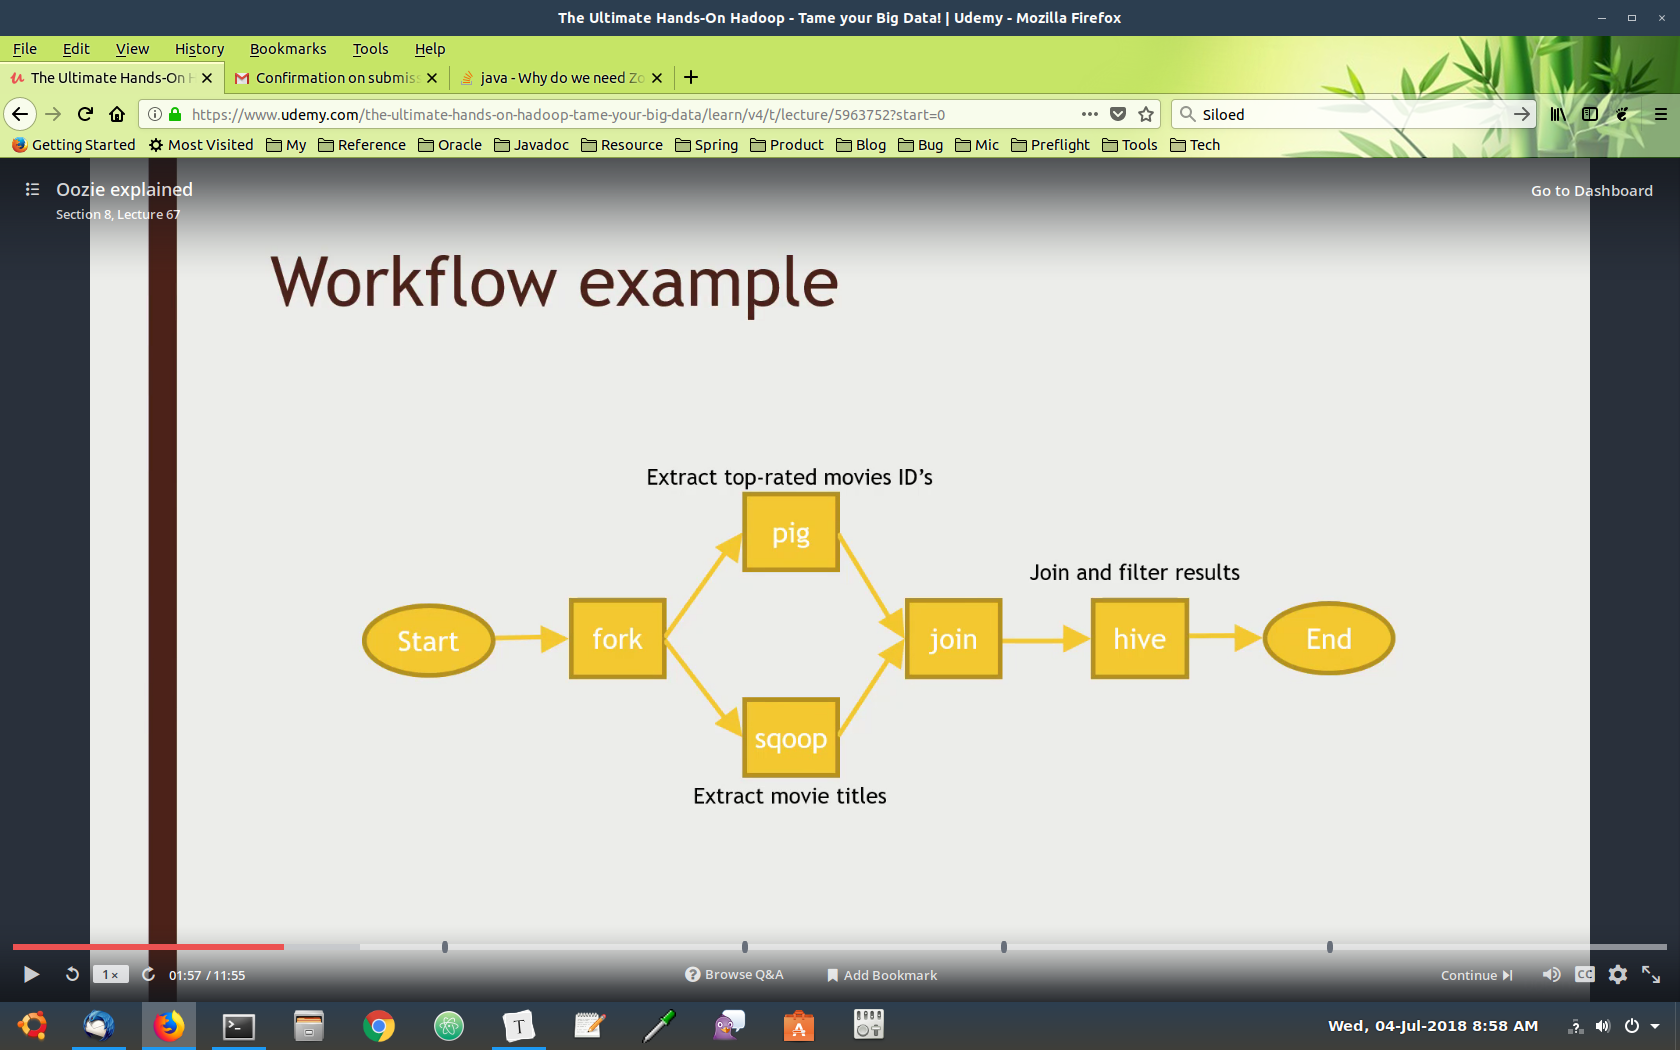 The Ultimate Hands-On Hadoop - Tame your Big Data! | Udemy - Mozilla Firefox
File Edit View History Bookmarks Tools Help
The Ultimate Hands-On H
Confirmation on submis
java - Why do we need Zo
https://www.udemy.com/the-ultimate-hands-on-hadoop-tame-your-big-data/learn/v4/t/lecture/5963752?start=0
Siloed
Getting Started Most Visited My Reference Oracle Javadoc Resource Spring Product Blog Bug Mic Preflight Tools Tech
Oozie explained
Go to Dashboard
Section 8, Lecture 67
Workflow example
Extract top-rated movies ID’s
pig
Join and filter results
Start
fork
join
hive
End
sqoop
Extract movie titles
1× 01:57 / 11:55
Browse Q&A
Add Bookmark
Continue
CC
Wed, 04-Jul-2018 8:58 AM